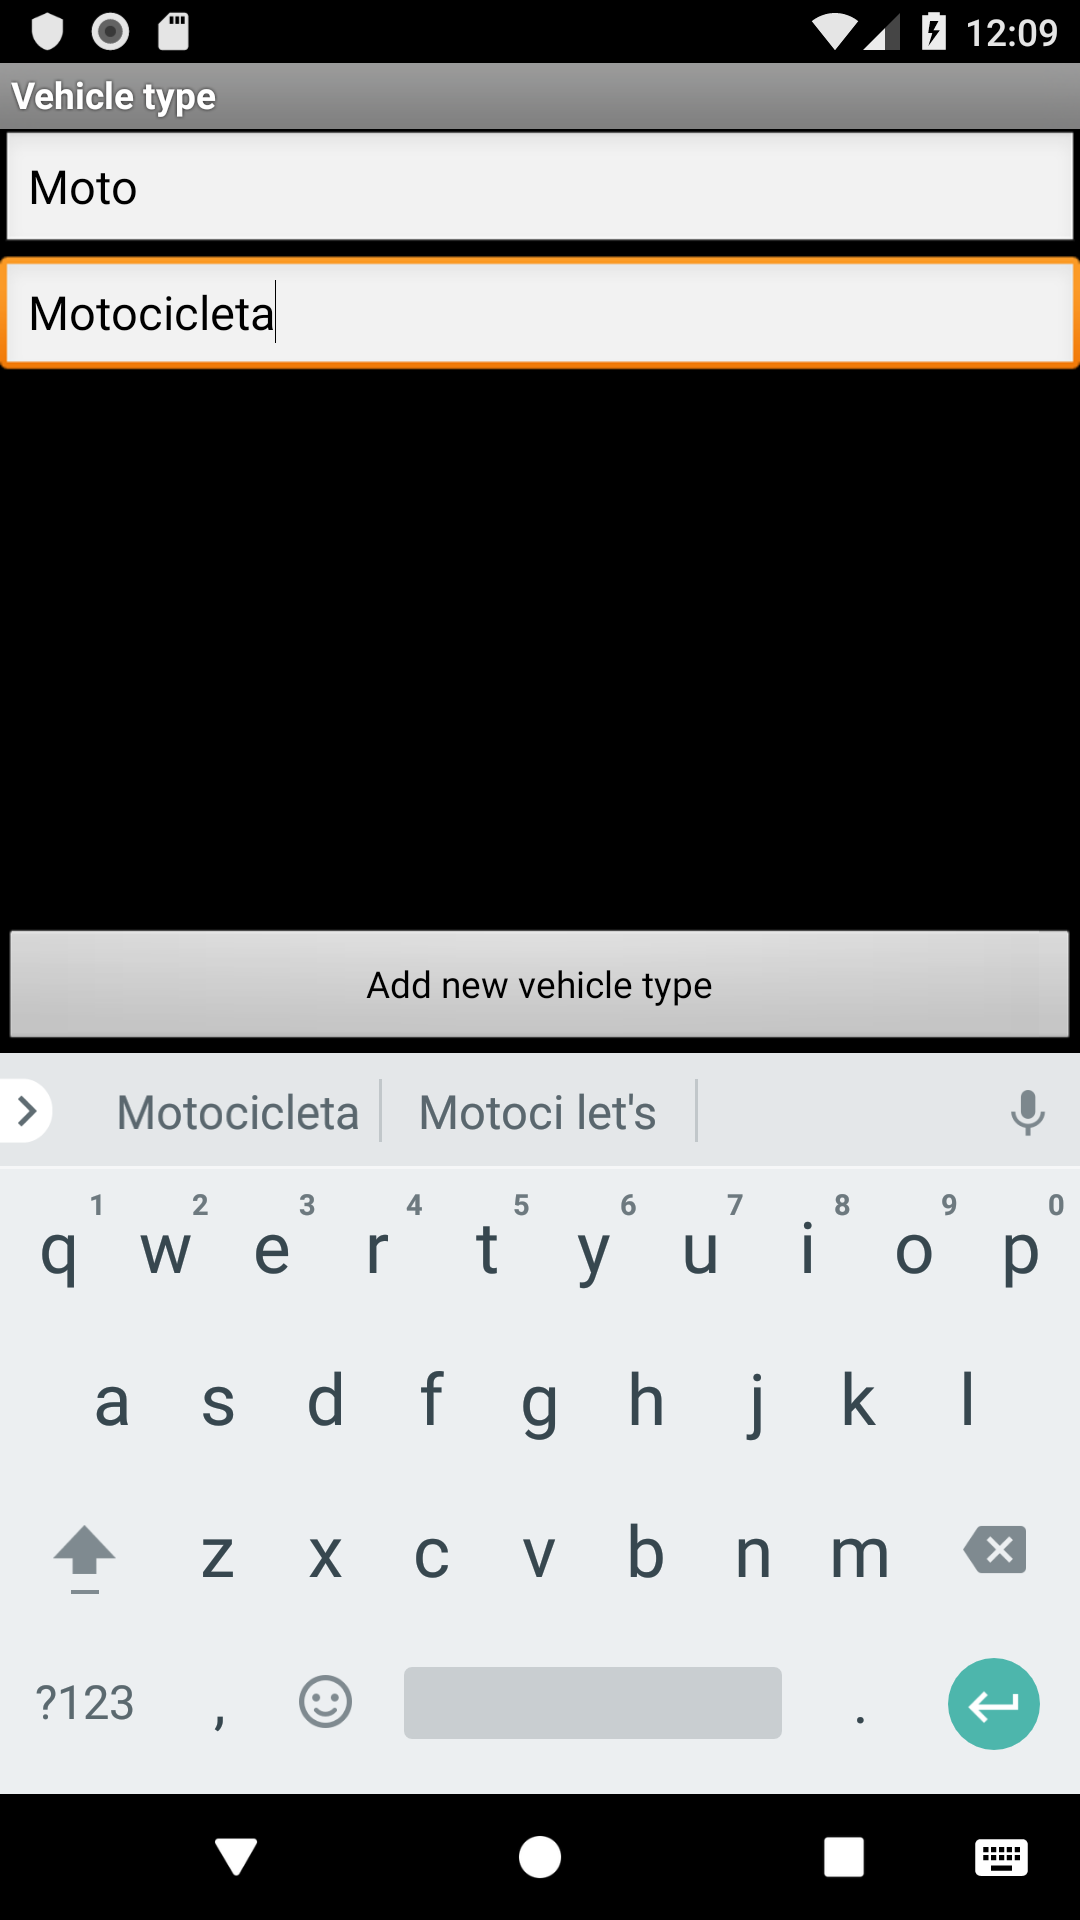 12:09
Vehicle type
Moto
Motocicleta
Add new vehicle type
Motocicleta Motoci let's
1 2 3 4 5 6 7 8 9 0
q w e r t y u i o p
a s d f g h j k l
z x c v b n m
?123 , .